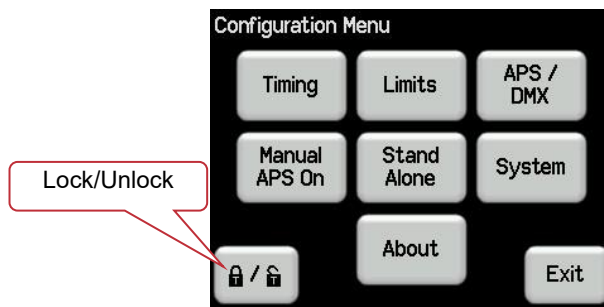 Configuration Menu
Timing
Limits
APS /
DMX
Manual
APS On
Stand
Alone
System
Lock/Unlock
About
/
Exit